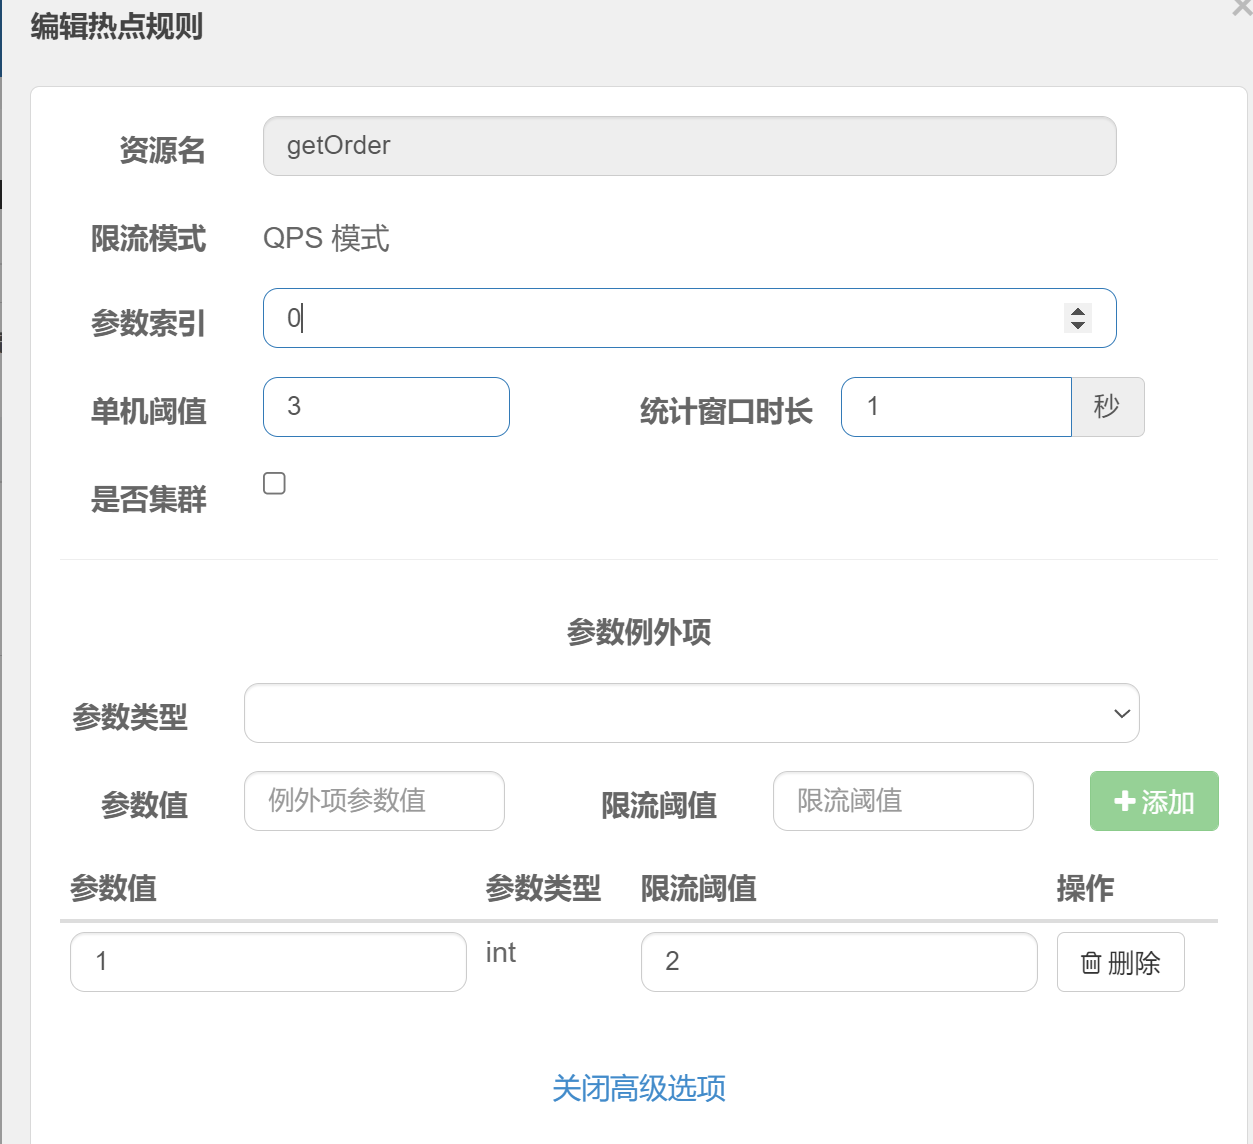 编辑热点规则
资源名 getOrder
限流模式 QPS 模式
参数索引 0
单机阈值 3 统计窗口时长 1 秒
是否集群
参数例外项
参数类型
参数值 例外项参数值 限流阈值 限流阈值 添加
参数值 参数类型 限流阈值 操作
1 int 2 删除
关闭高级选项